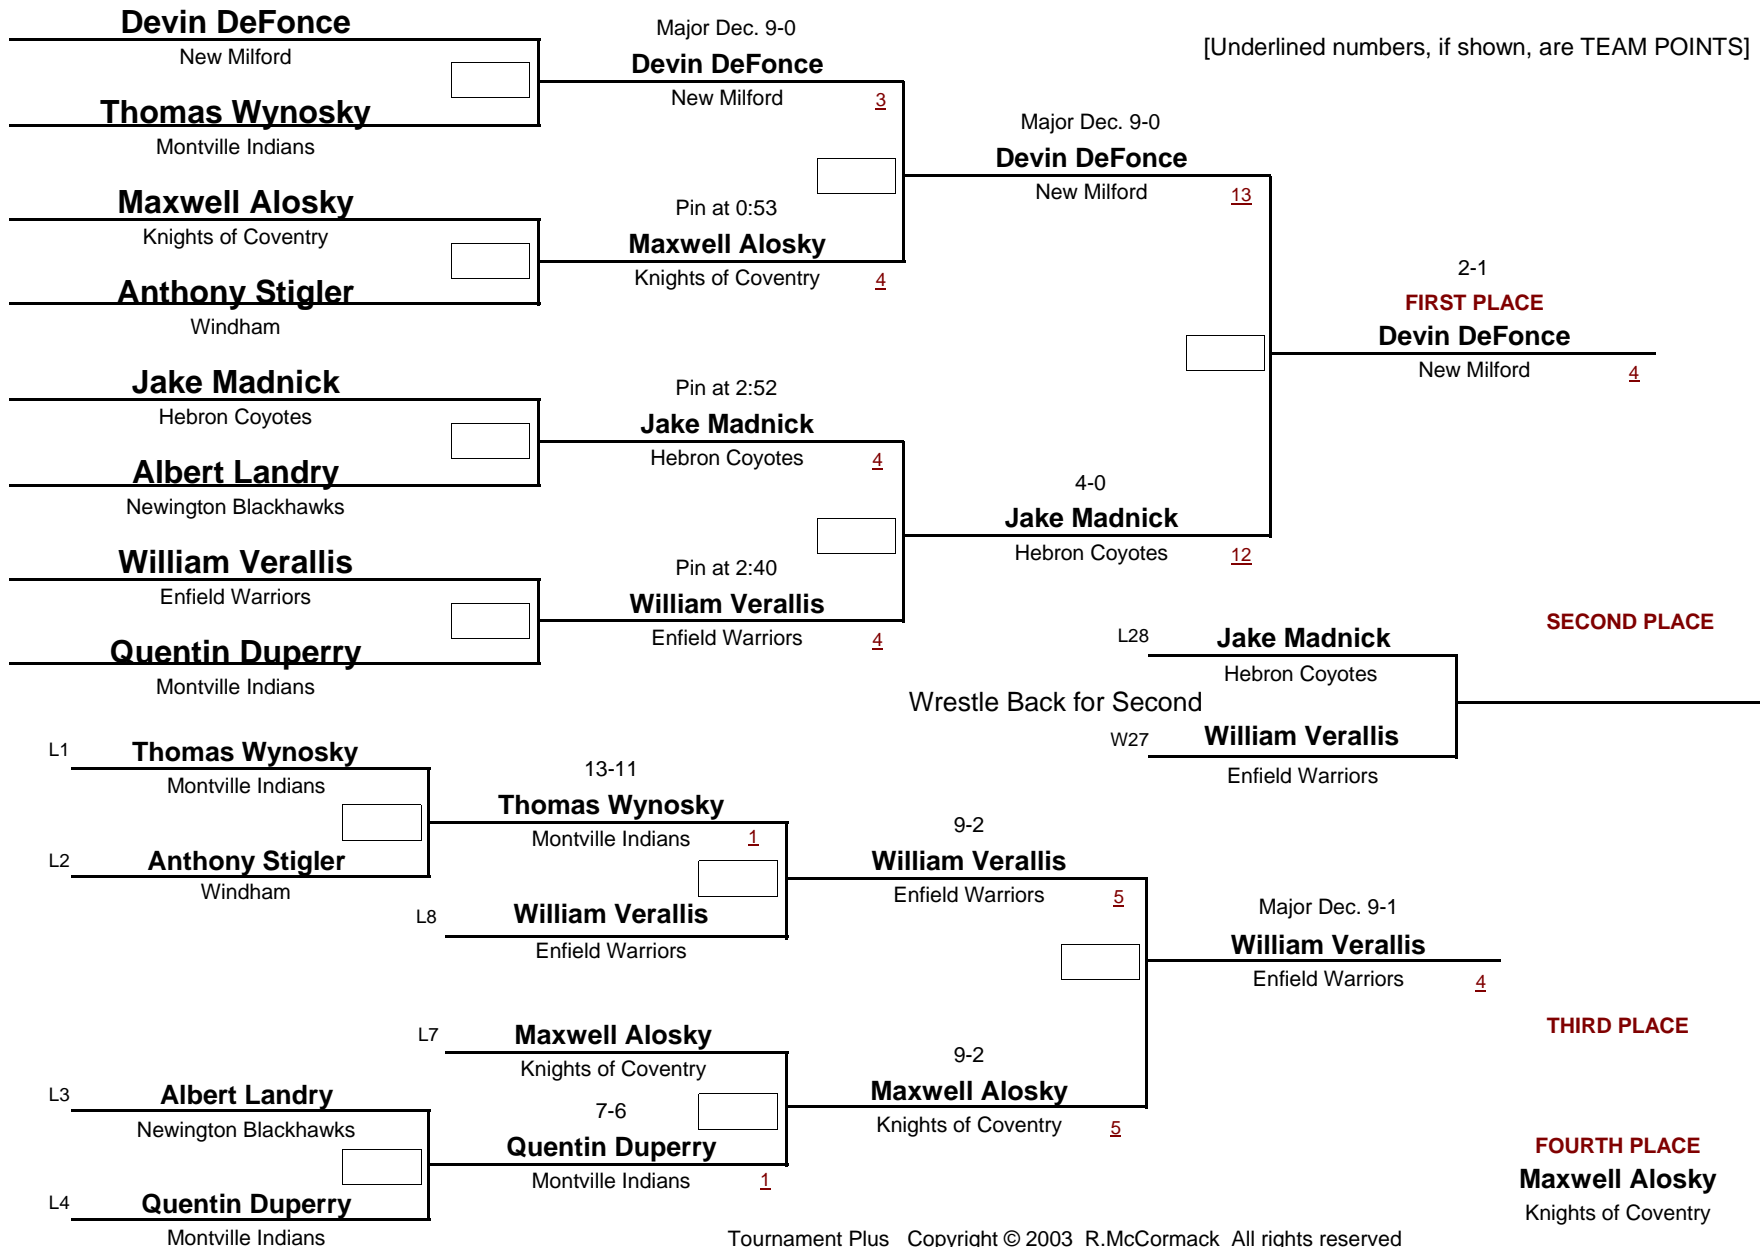 Devin DeFonce
New Milford
Thomas Wynosky
Montville Indians
Maxwell Alosky
Knights of Coventry
Anthony Stigler
Windham
Jake Madnick
Hebron Coyotes
Albert Landry
Newington Blackhawks
William Verallis
Enfield Warriors
Quentin Duperry
Montville Indians
Major Dec. 9-0
Devin DeFonce
New Milford 3
Pin at 0:53
Maxwell Alosky
Knights of Coventry 4
Pin at 2:52
Jake Madnick
Hebron Coyotes 4
Pin at 2:40
William Verallis
Enfield Warriors 4
[Underlined numbers, if shown, are TEAM POINTS]
Major Dec. 9-0
Devin DeFonce
New Milford 13
4-0
Jake Madnick
Hebron Coyotes 12
2-1
FIRST PLACE
Devin DeFonce
New Milford 4
SECOND PLACE
L28 Jake Madnick
Hebron Coyotes
Wrestle Back for Second
W27 William Verallis
Enfield Warriors
L1 Thomas Wynosky
Montville Indians
L2 Anthony Stigler
Windham
L3 Albert Landry
Newington Blackhawks
L4 Quentin Duperry
Montville Indians
13-11
Thomas Wynosky
Montville Indians 1
L8 William Verallis
Enfield Warriors
L7 Maxwell Alosky
Knights of Coventry
7-6
Quentin Duperry
Montville Indians 1
9-2
William Verallis
Enfield Warriors 5
9-2
Maxwell Alosky
Knights of Coventry 5
Major Dec. 9-1
William Verallis
Enfield Warriors 4
THIRD PLACE
FOURTH PLACE
Maxwell Alosky
Knights of Coventry
Tournament Plus Copyright © 2003 R.McCormack All rights reserved